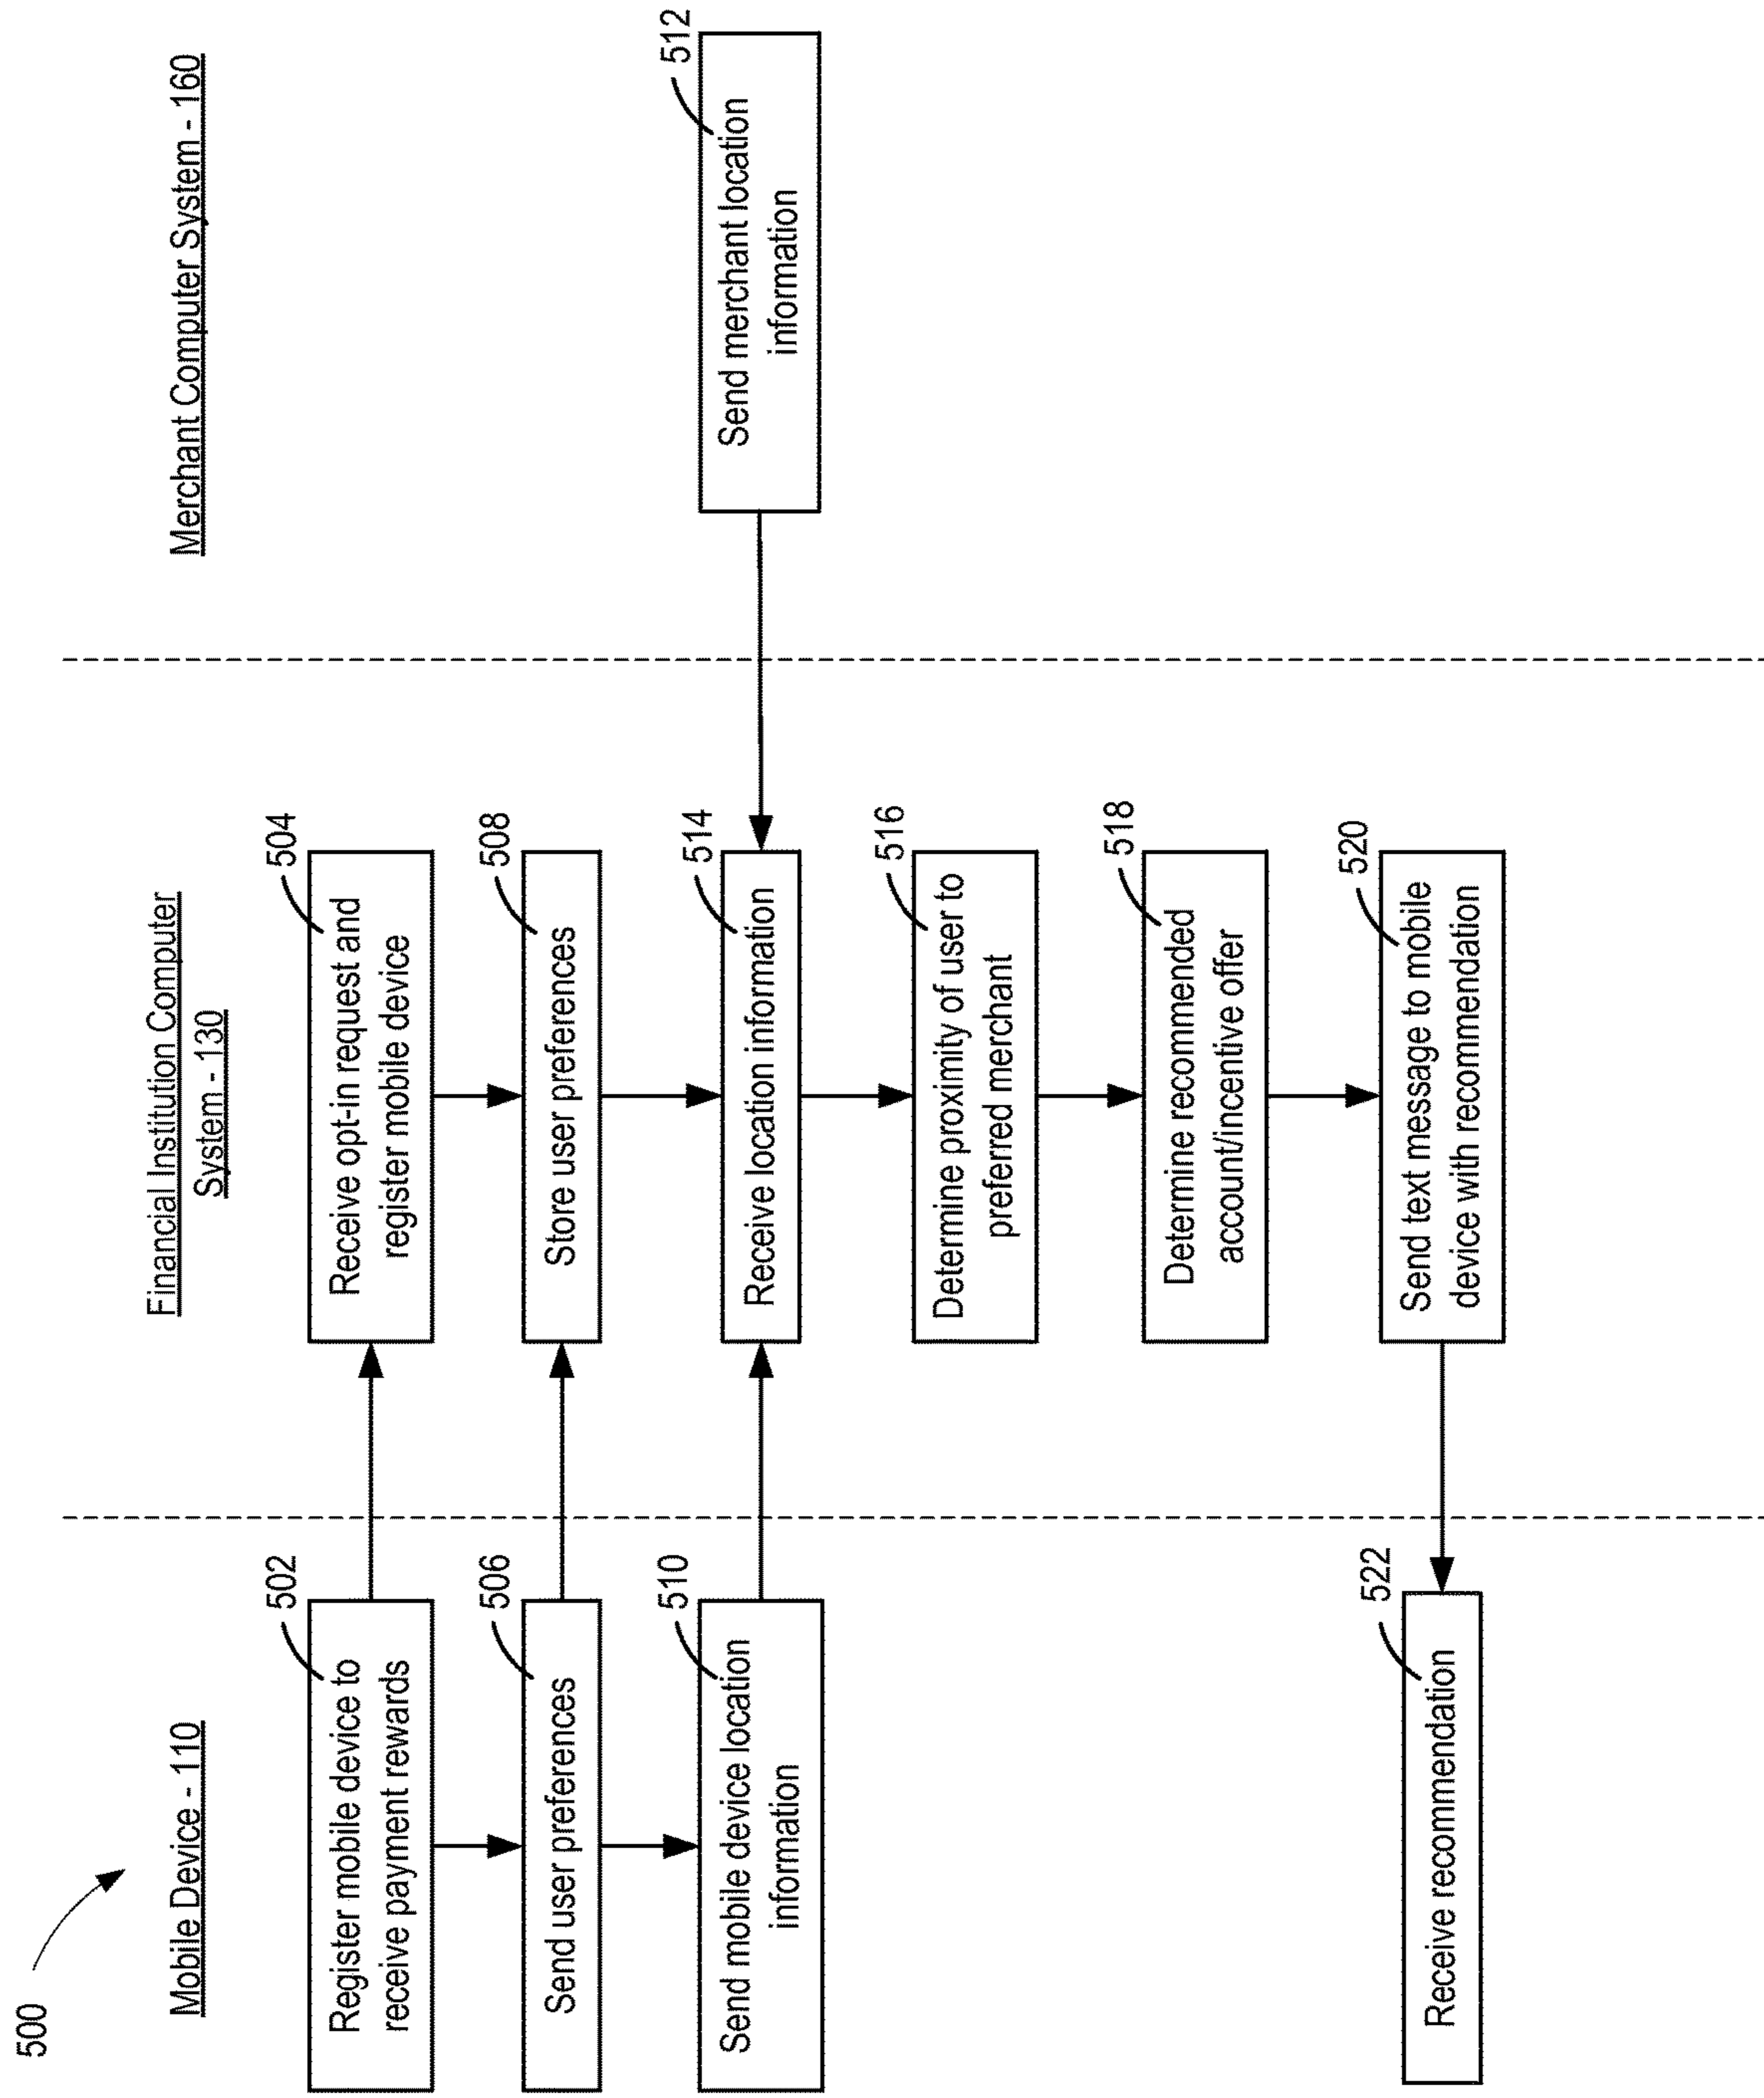 500
Mobile Device - 110
Financial Institution Computer
System - 130
Merchant Computer System - 160
502
Register mobile device to
receive payment rewards
504
Receive opt-in request and
register mobile device
506
Send user preferences
508
Store user preferences
510
Send mobile device location
information
514
Receive location information
512
Send merchant location
information
516
Determine proximity of user to
preferred merchant
518
Determine recommended
account/incentive offer
520
Send text message to mobile
device with recommendation
522
Receive recommendation